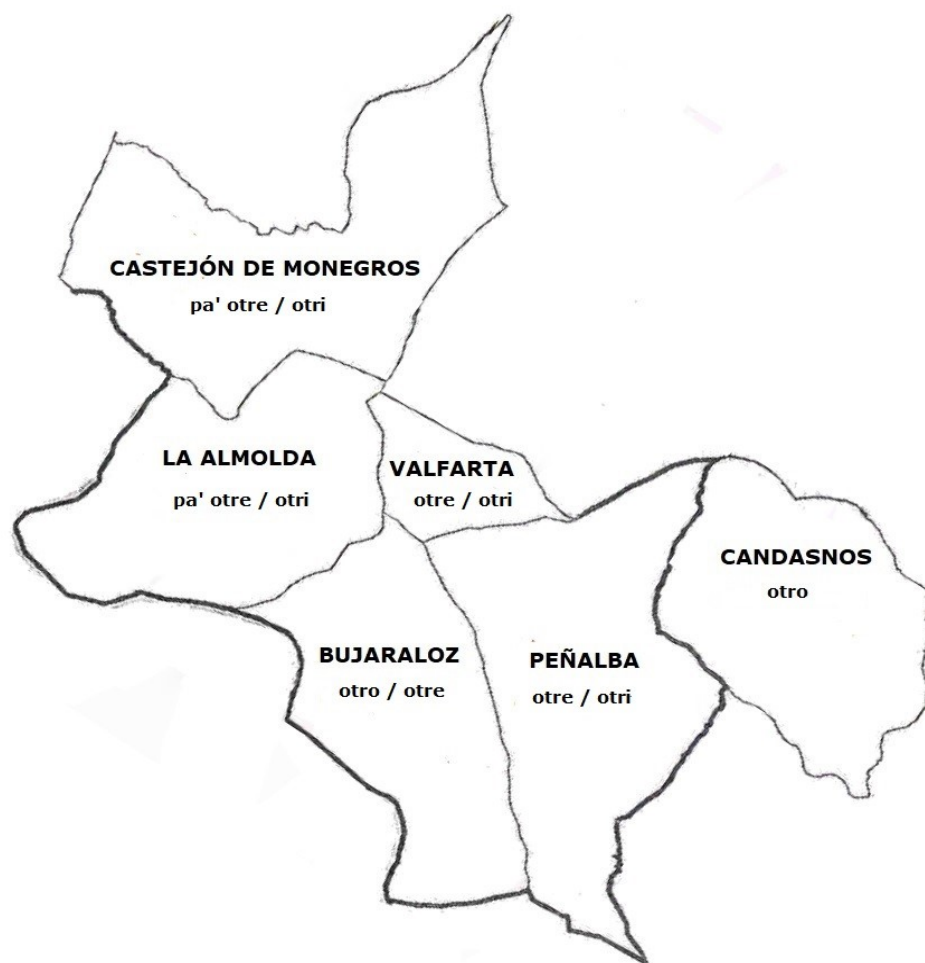 CASTEJÓN DE MONEGROS
pa' otre / otri
LA ALMOLDA
pa' otre / otri
VALFARTA
otre / otri
CANDASNOS
otro
BUJARALOZ
otro / otre
PEÑALBA
otre / otri